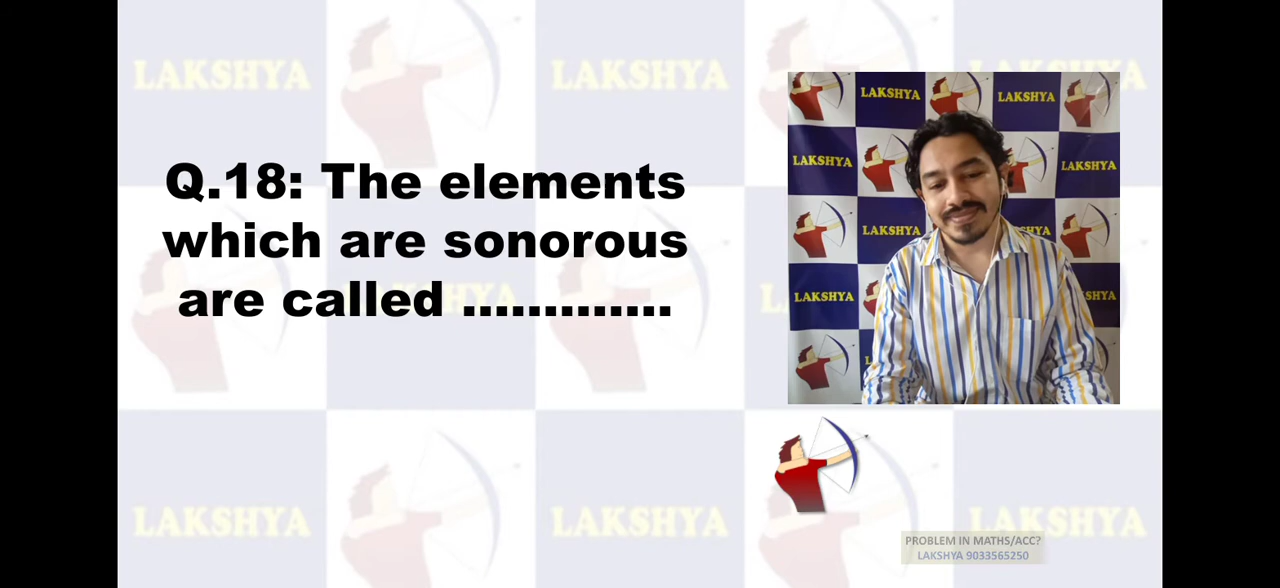 LAKSHYA LAKSHYA LAKSHYA
Q.18: The elements
which are sonorous
are called .............
LAKSHYA LAKSHYA
LAKSHYA LAKSHYA
LAKSHYA
LAKSHYA
LAKSHYA LAKSHYA LAKSHYA
PROBLEM IN MATHS/ACC?
LAKSHYA 9033565250